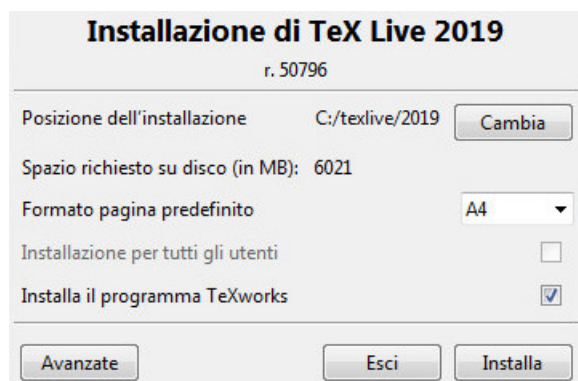 Installazione di TeX Live 2019
r. 50796
Posizione dell'installazione C:/texlive/2019 Cambia
Spazio richiesto su disco (in MB): 6021
Formato pagina predefinito A4
Installazione per tutti gli utenti
Installa il programma TeXworks
Avanzate Esci Installa